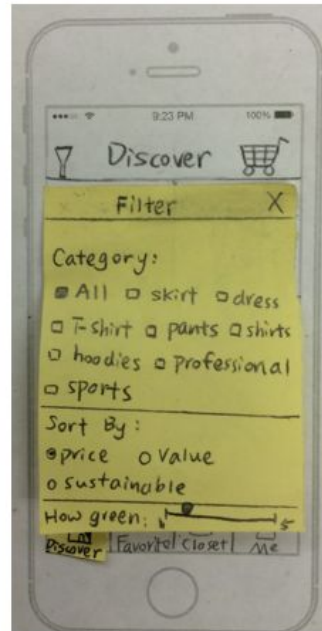 9:23 PM 100%
Discover
Filter X
Category:
All skirt dress
T-shirt pants shirts
hoodies professional
sports
Sort By:
price Value
sustainable
How green: 5
Discover Favorite Closet Me